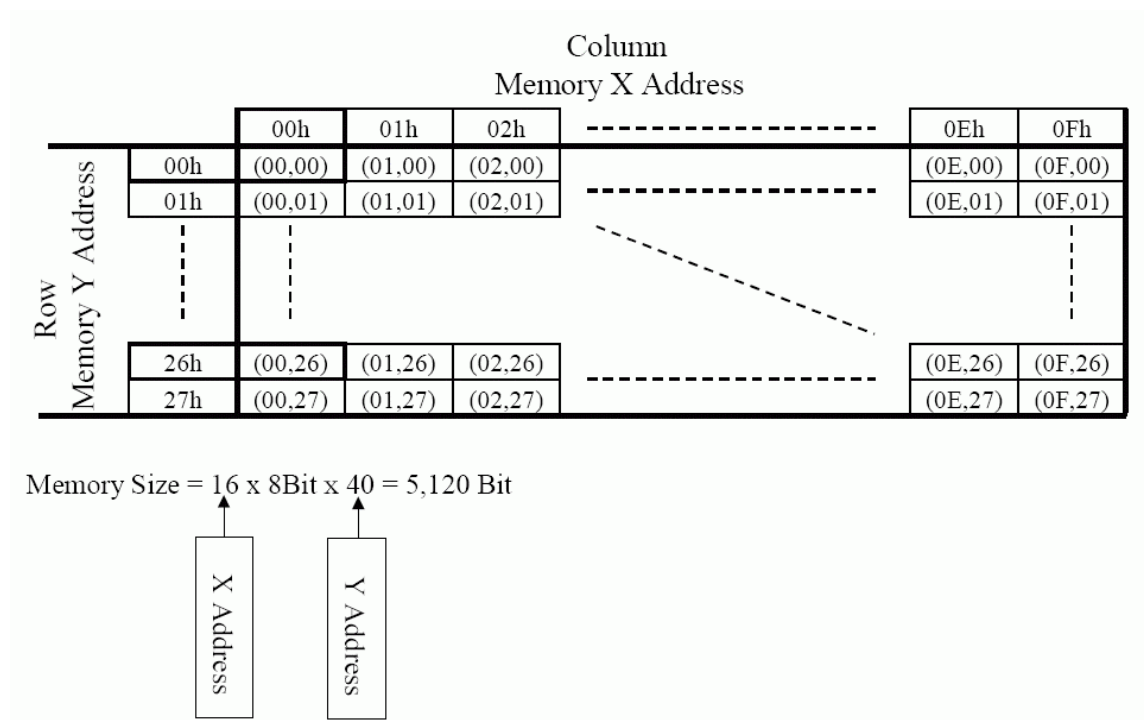 Column
Memory X Address
00h 01h 02h 0Eh 0Fh
Row
Memory Y Address
00h (00,00) (01,00) (02,00) (0E,00) (0F,00)
01h (00,01) (01,01) (02,01) (0E,01) (0F,01)
26h (00,26) (01,26) (02,26) (0E,26) (0F,26)
27h (00,27) (01,27) (02,27) (0E,27) (0F,27)
Memory Size = 16 x 8Bit x 40 = 5,120 Bit
X Address
Y Address